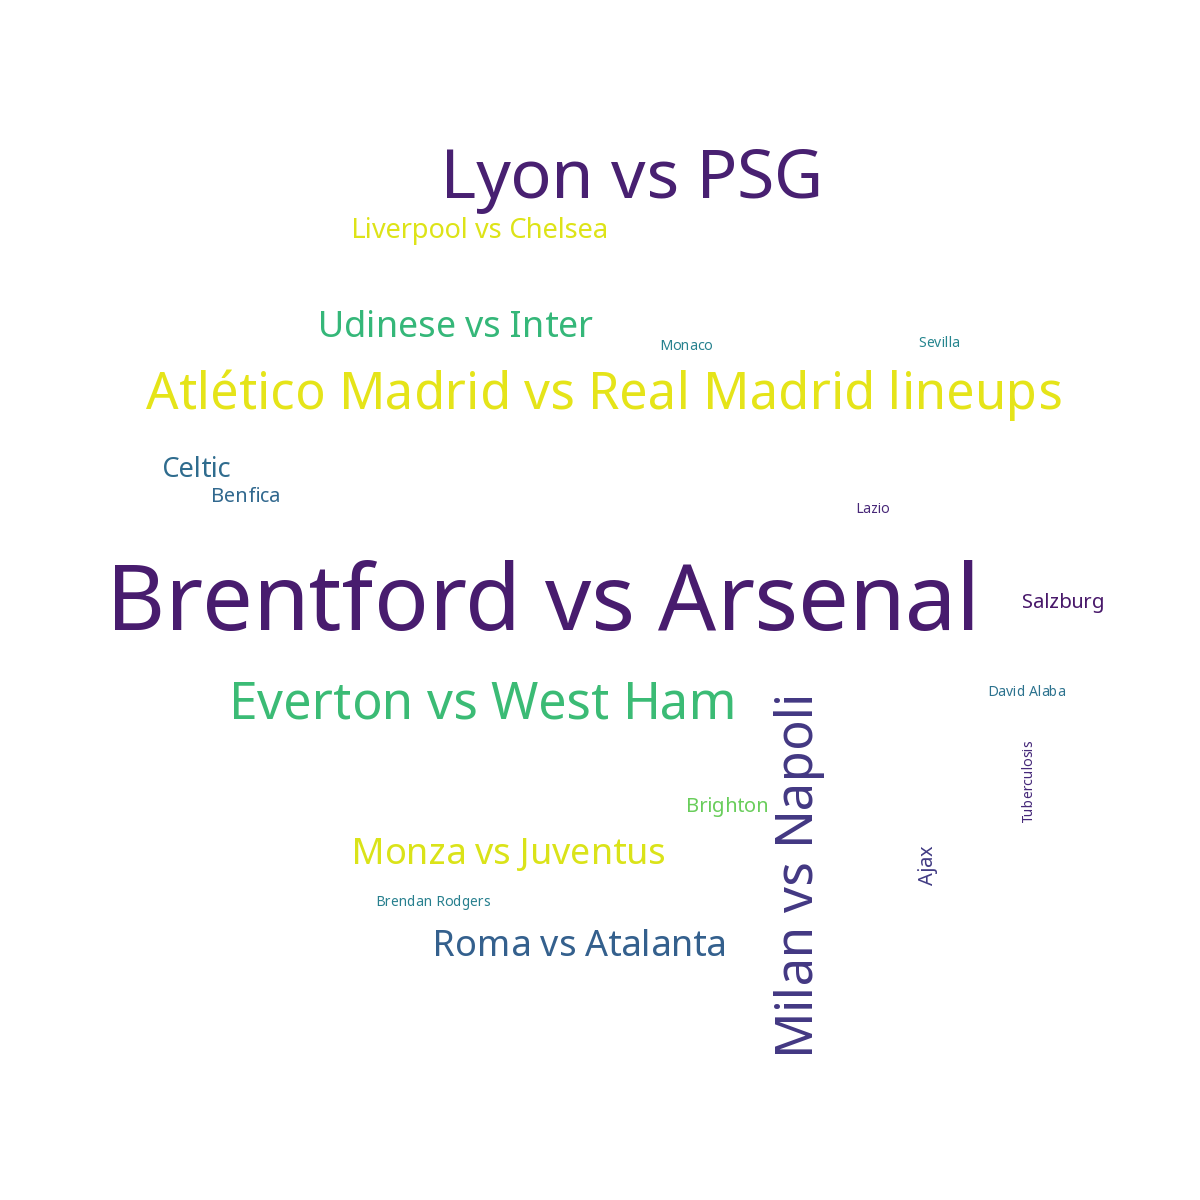 Lyon vs PSG
Liverpool vs Chelsea
Udinese vs Inter
Monaco
Sevilla
Atlético Madrid vs Real Madrid lineups
Celtic
Benfica
Lazio
Brentford vs Arsenal
Salzburg
Everton vs West Ham
David Alaba
Milan vs Napoli
Tuberculosis
Brighton
Monza vs Juventus
Ajax
Brendan Rodgers
Roma vs Atalanta